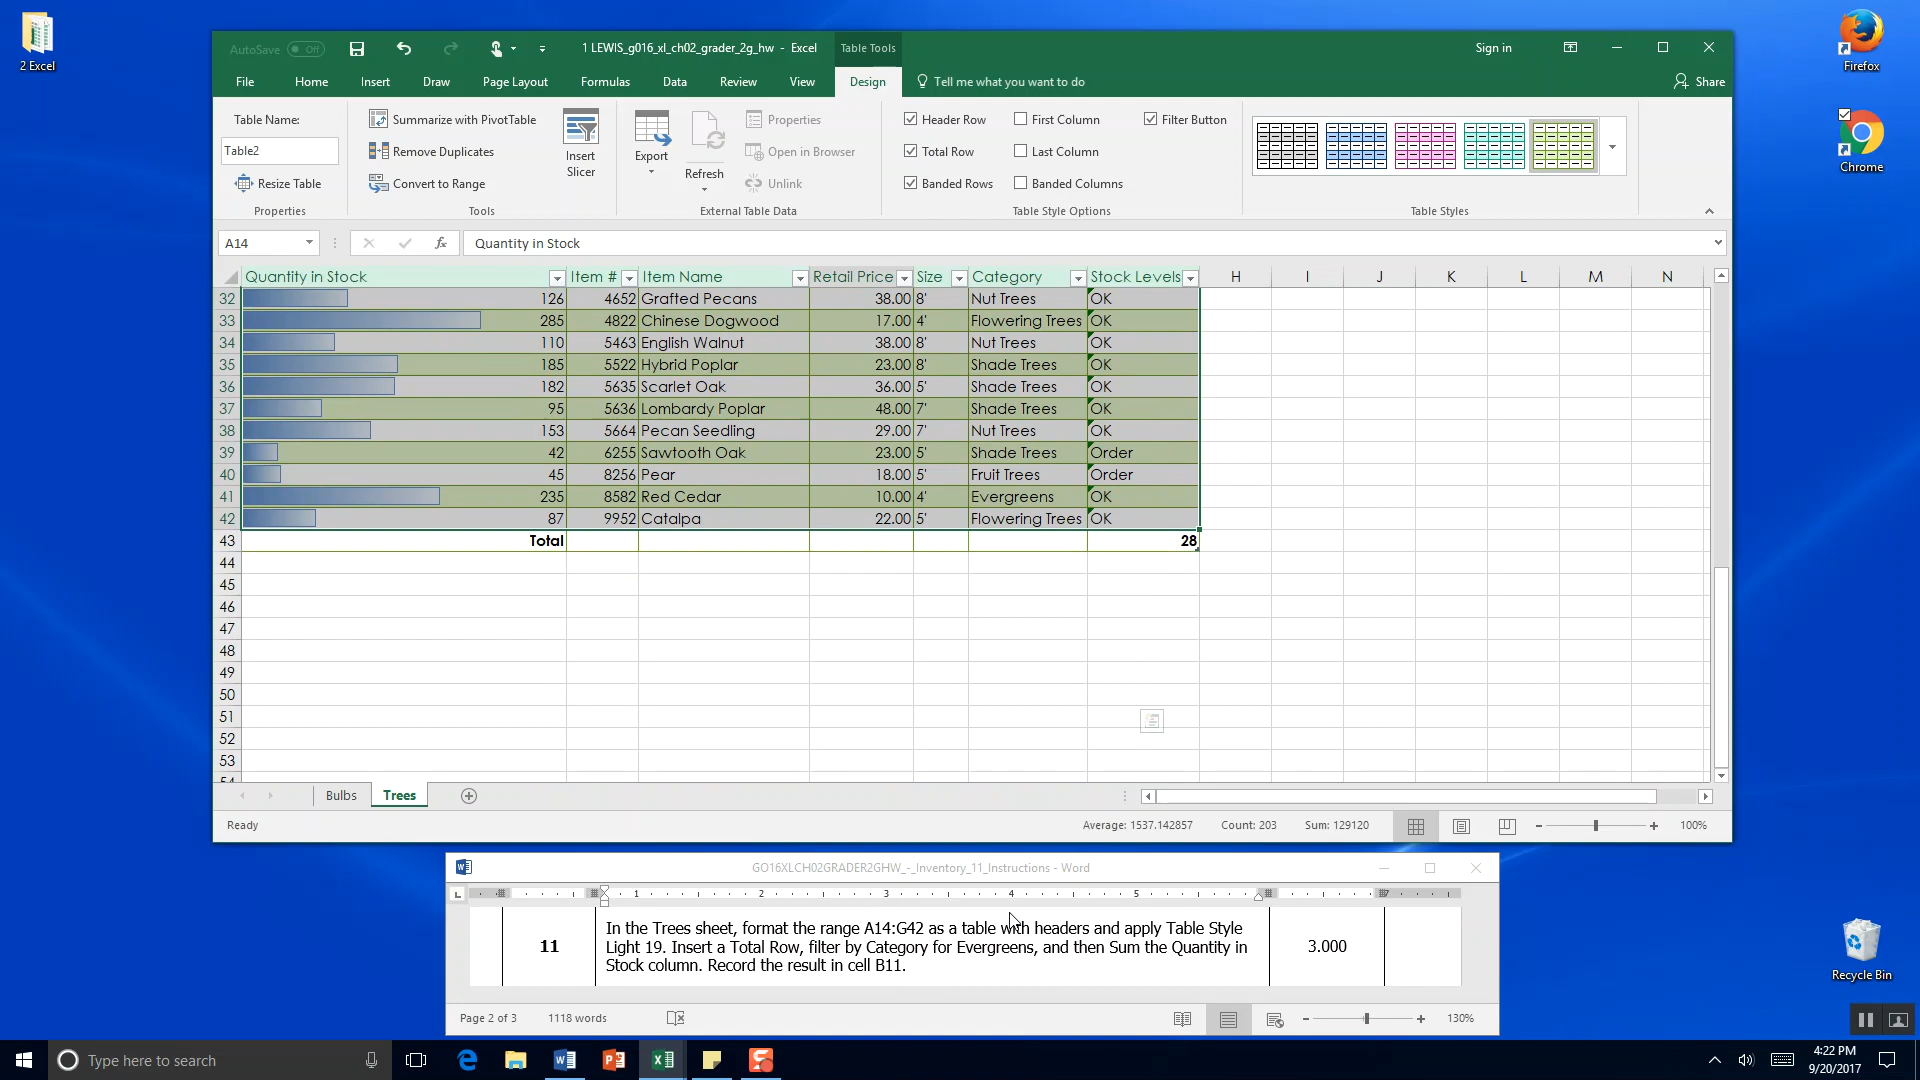 2 Excel
Firefox
Chrome
Recycle Bin
AutoSave Off
1 LEWIS_g016_xl_ch02_grader_2g_hw - Excel
Table Tools
Sign in
File Home Insert Draw Page Layout Formulas Data Review View Design Tell me what you want to do Share
Table Name:
Table2
Resize Table
Properties
Summarize with PivotTable
Remove Duplicates
Convert to Range
Tools
Insert
Slicer
Export
Refresh
Properties
Open in Browser
Unlink
External Table Data
Header Row First Column Filter Button
Total Row Last Column
Banded Rows Banded Columns
Table Style Options
Table Styles
A14 fx Quantity in Stock
Quantity in Stock Item # Item Name Retail Price Size Category Stock Levels H I J K L M N
32 126 4652 Grafted Pecans 38.00 8' Nut Trees OK
33 285 4822 Chinese Dogwood 17.00 4' Flowering Trees OK
34 110 5463 English Walnut 38.00 8' Nut Trees OK
35 185 5522 Hybrid Poplar 23.00 8' Shade Trees OK
36 182 5635 Scarlet Oak 36.00 5' Shade Trees OK
37 95 5636 Lombardy Poplar 48.00 7' Shade Trees OK
38 153 5664 Pecan Seedling 29.00 7' Nut Trees OK
39 42 6255 Sawtooth Oak 23.00 5' Shade Trees Order
40 45 8256 Pear 18.00 5' Fruit Trees Order
41 235 8582 Red Cedar 10.00 4' Evergreens OK
42 87 9952 Catalpa 22.00 5' Flowering Trees OK
43 Total 28
44
45
46
47
48
49
50
51
52
53
54
Bulbs Trees
Ready Average: 1537.142857 Count: 203 Sum: 129120 100%
GO16XLCH02GRADER2GHW_-_Inventory_11_Instructions - Word
1 2 3 4 5 7
11
In the Trees sheet, format the range A14:G42 as a table with headers and apply Table Style
Light 19. Insert a Total Row, filter by Category for Evergreens, and then Sum the Quantity in
Stock column. Record the result in cell B11.
3.000
Page 2 of 3 1118 words 130%
Type here to search
4:22 PM
9/20/2017